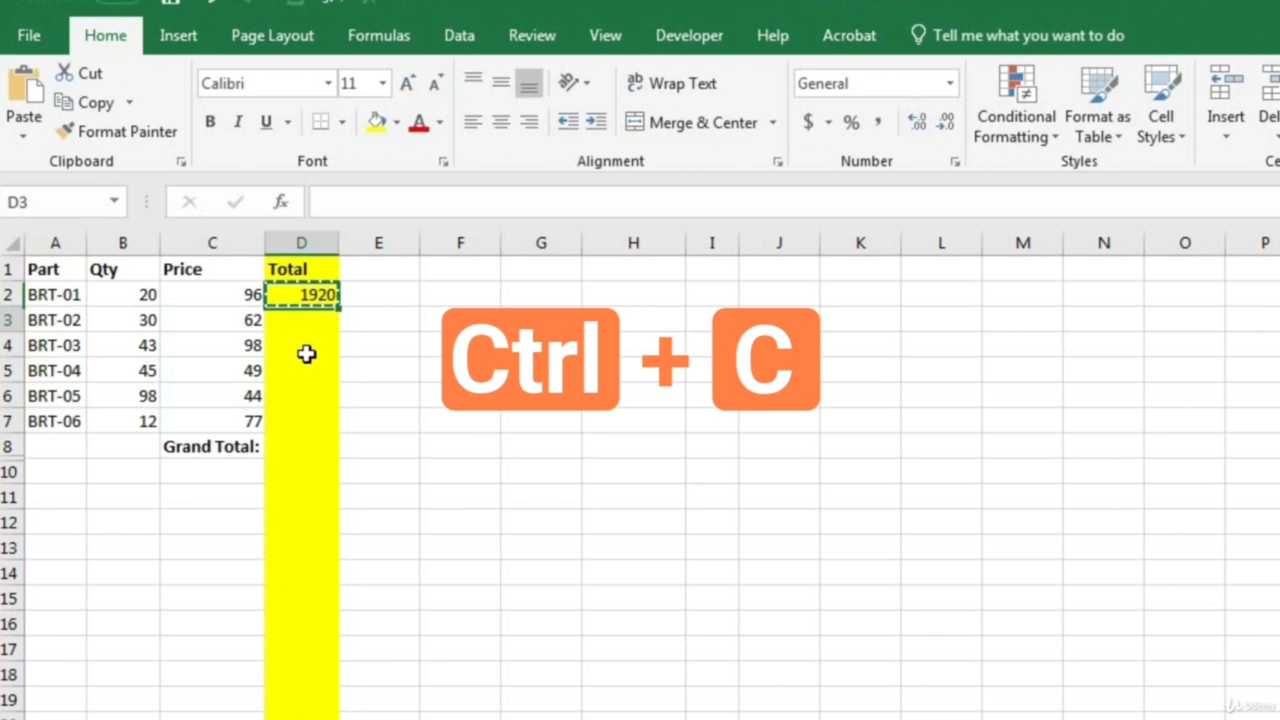 File Home Insert Page Layout Formulas Data Review View Developer Help Acrobat Tell me what you want to do
Paste
Cut
Copy
Format Painter
Clipboard
Calibri 11
B I U
Font
ab Wrap Text
Merge & Center
Alignment
General
$ % ,
Number
Conditional Formatting
Format as Table
Cell Styles
Styles
Insert
D3 fx
A B C D E F G H I J K L M N O P
1 Part Qty Price Total
2 BRT-01 20 96 1920
3 BRT-02 30 62
4 BRT-03 43 98
5 BRT-04 45 49
6 BRT-05 98 44
7 BRT-06 12 77
8 Grand Total:
10
11
12
13
14
15
16
17
18
19
Ctrl + C
Udemy